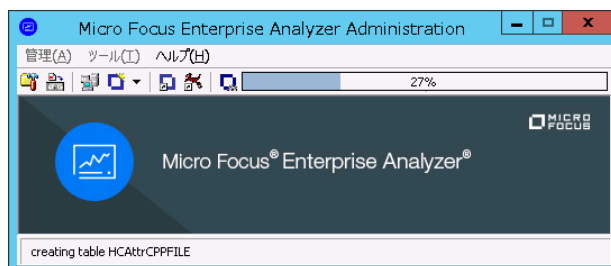 Micro Focus Enterprise Analyzer Administration
管理(A) ツール(T) ヘルプ(H)
27%
MICRO
FOCUS
Micro Focus® Enterprise Analyzer®
creating table HCAttrCPPFILE